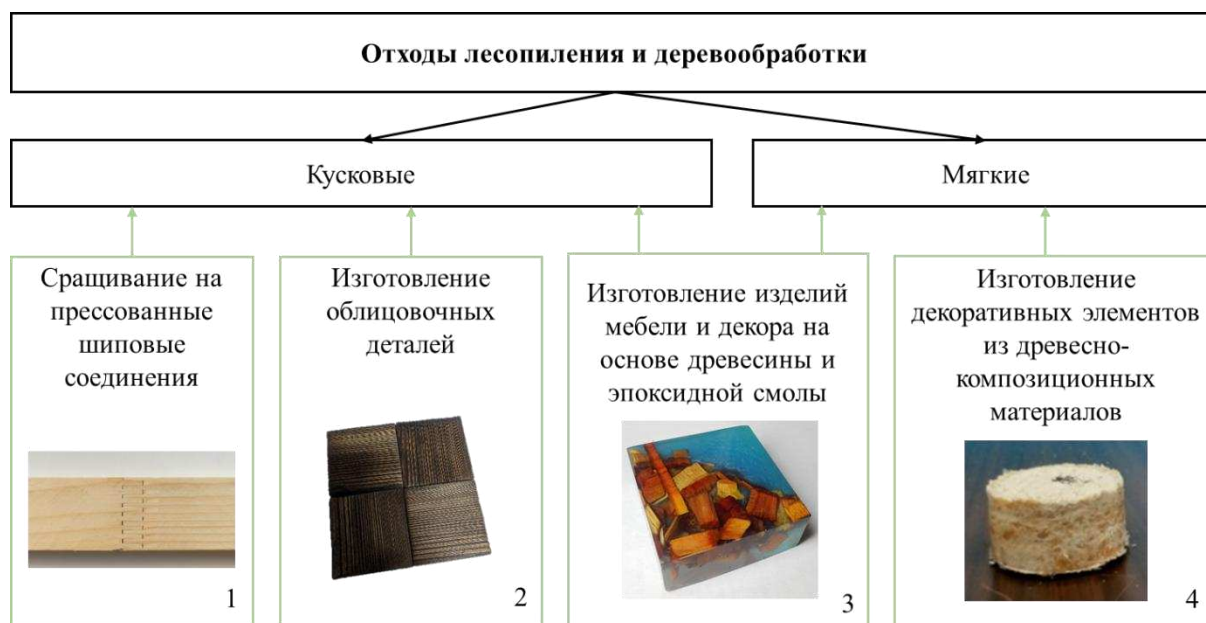 Отходы лесопиления и деревообработки
Кусковые
Мягкие
Сращивание на
прессованные
шиповые
соединения
1
Изготовление
облицовочных
деталей
2
Изготовление изделий
мебели и декора на
основе древесины и
эпоксидной смолы
3
Изготовление
декоративных элементов
из древесно-
композиционных
материалов
4